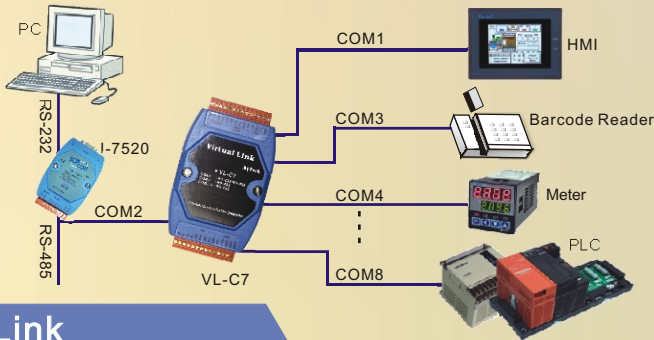 PC
COM1
HMI
RS-232
I-7520
COM3
Barcode Reader
Virtual Link
VL-C7
COM2
COM4
Meter
RS-485
PLC
VL-C7
COM8
Link